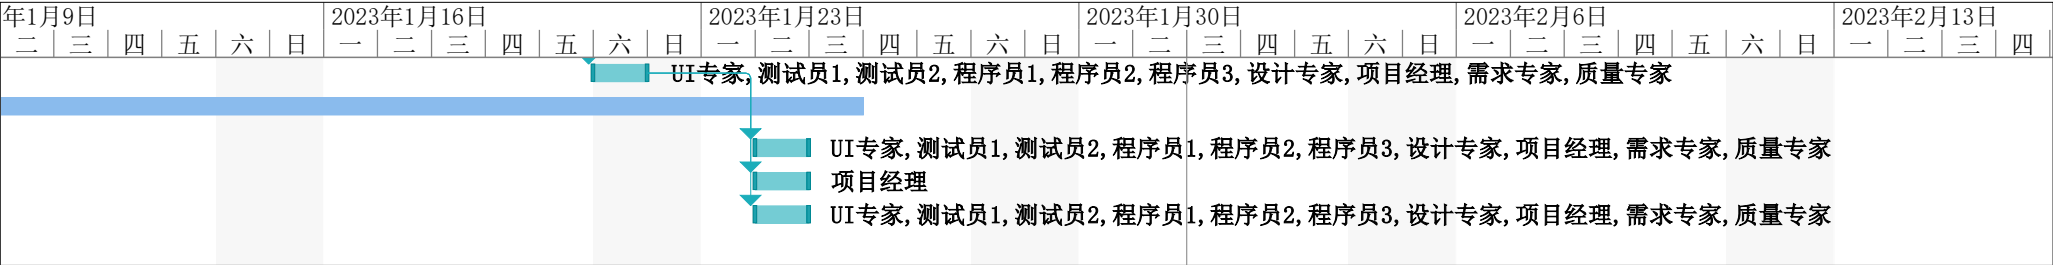 年1月9日 2023年1月16日 2023年1月23日 2023年1月30日 2023年2月6日 2023年2月13日
二 三 四 五 六 日 一 二 三 四 五 六 日 一 二 三 四 五 六 日 一 二 三 四 五 六 日 一 二 三 四 五 六 日 一 二 三 四
UI专家,测试员1,测试员2,程序员1,程序员2,程序员3,设计专家,项目经理,需求专家,质量专家
UI专家,测试员1,测试员2,程序员1,程序员2,程序员3,设计专家,项目经理,需求专家,质量专家
项目经理
UI专家,测试员1,测试员2,程序员1,程序员2,程序员3,设计专家,项目经理,需求专家,质量专家